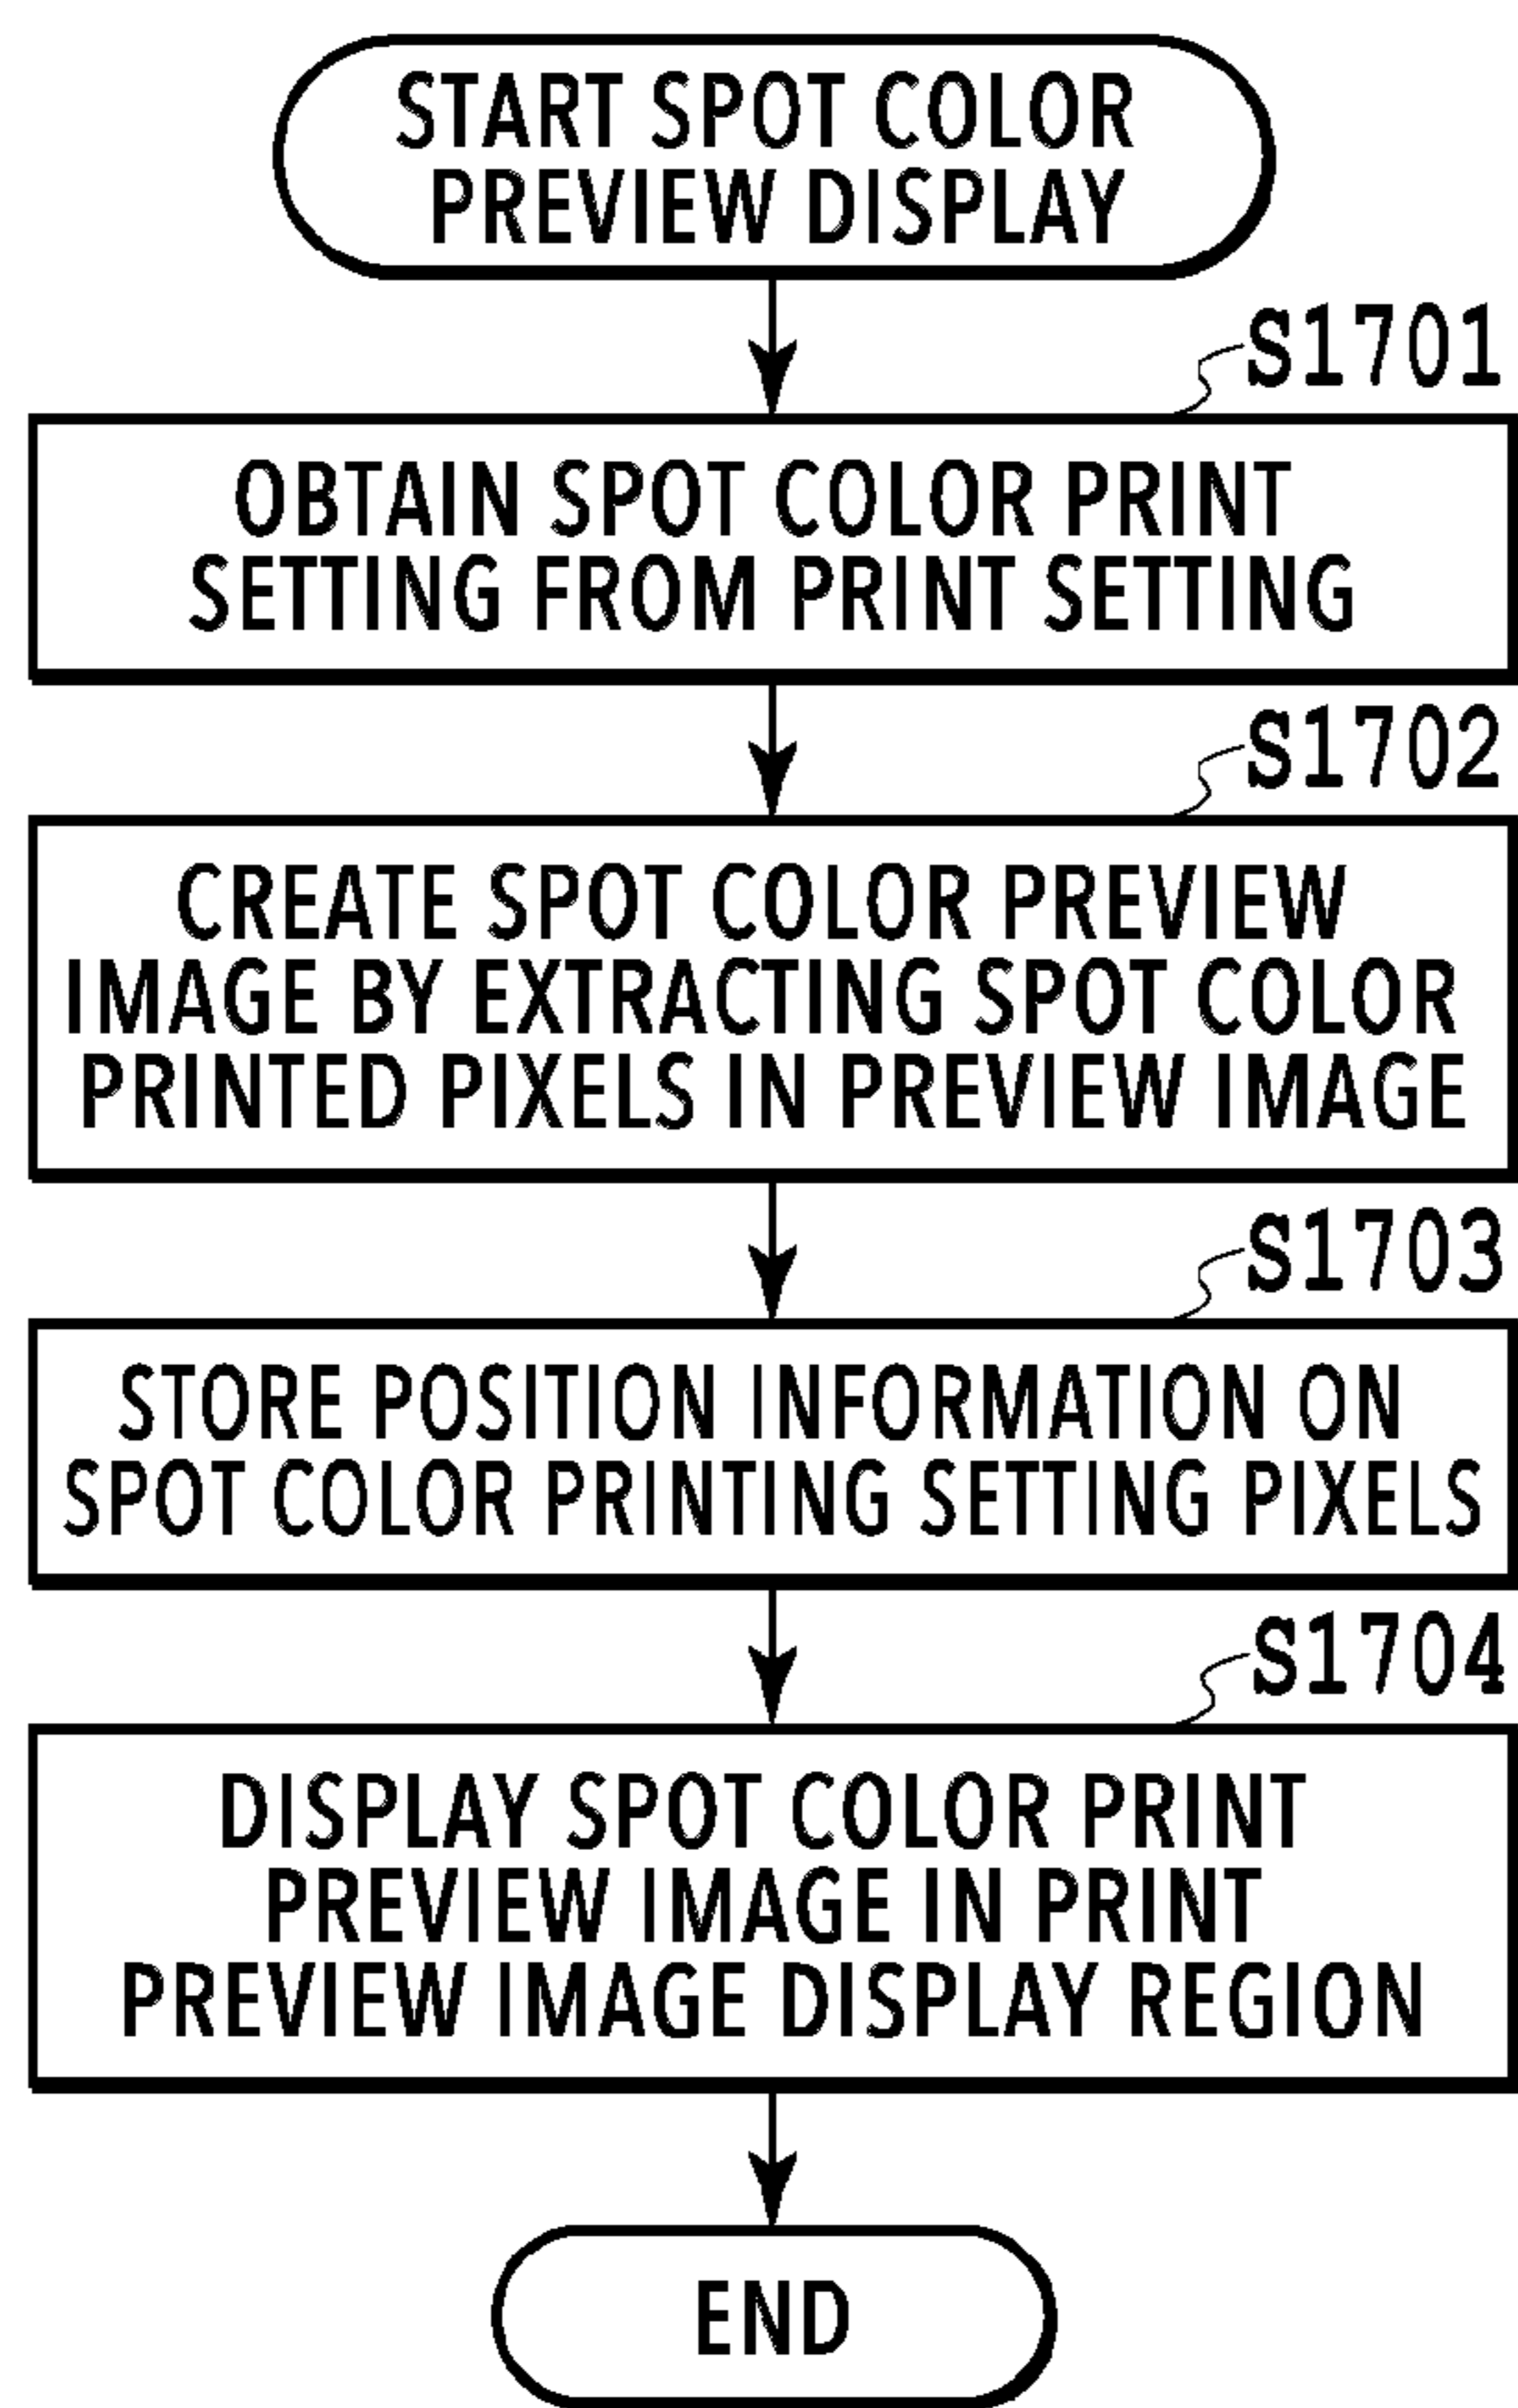 START SPOT COLOR
PREVIEW DISPLAY
S1701
OBTAIN SPOT COLOR PRINT
SETTING FROM PRINT SETTING
S1702
CREATE SPOT COLOR PREVIEW
IMAGE BY EXTRACTING SPOT COLOR
PRINTED PIXELS IN PREVIEW IMAGE
S1703
STORE POSITION INFORMATION ON
SPOT COLOR PRINTING SETTING PIXELS
S1704
DISPLAY SPOT COLOR PRINT
PREVIEW IMAGE IN PRINT
PREVIEW IMAGE DISPLAY REGION
END